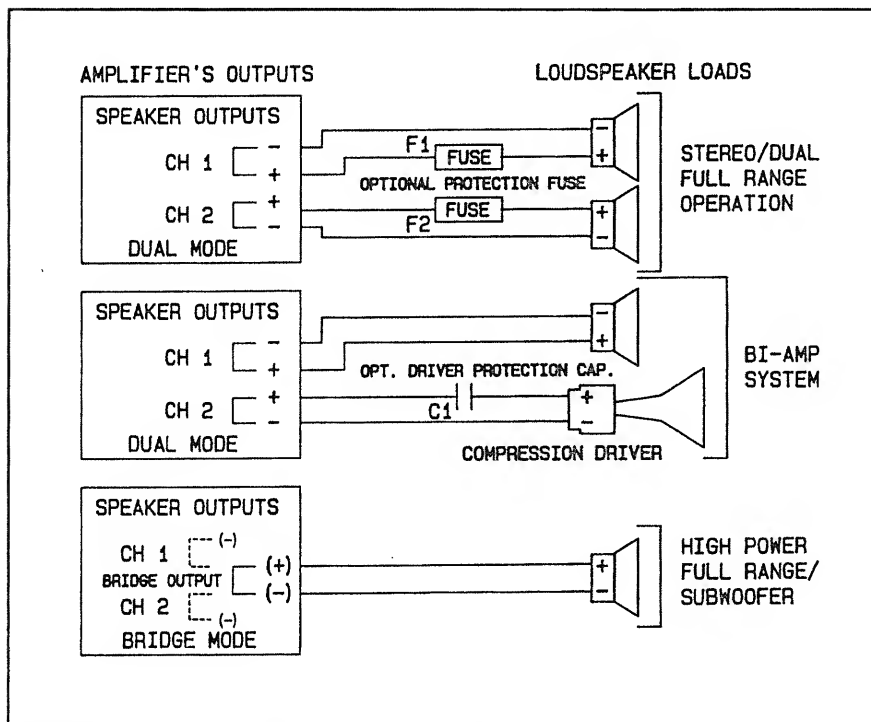 AMPLIFIER'S OUTPUTS
LOUDSPEAKER LOADS
SPEAKER OUTPUTS
CH 1
-
+
CH 2
+
-
DUAL MODE
F1
FUSE
OPTIONAL PROTECTION FUSE
FUSE
F2
-
+
+
-
STEREO/DUAL
FULL RANGE
OPERATION
SPEAKER OUTPUTS
CH 1
-
+
CH 2
+
-
DUAL MODE
-
+
OPT. DRIVER PROTECTION CAP.
C1
+
-
COMPRESSION DRIVER
BI-AMP
SYSTEM
SPEAKER OUTPUTS
CH 1
(-)
BRIDGE OUTPUT
(+)
(-)
CH 2
(-)
BRIDGE MODE
+
-
HIGH POWER
FULL RANGE/
SUBWOOFER